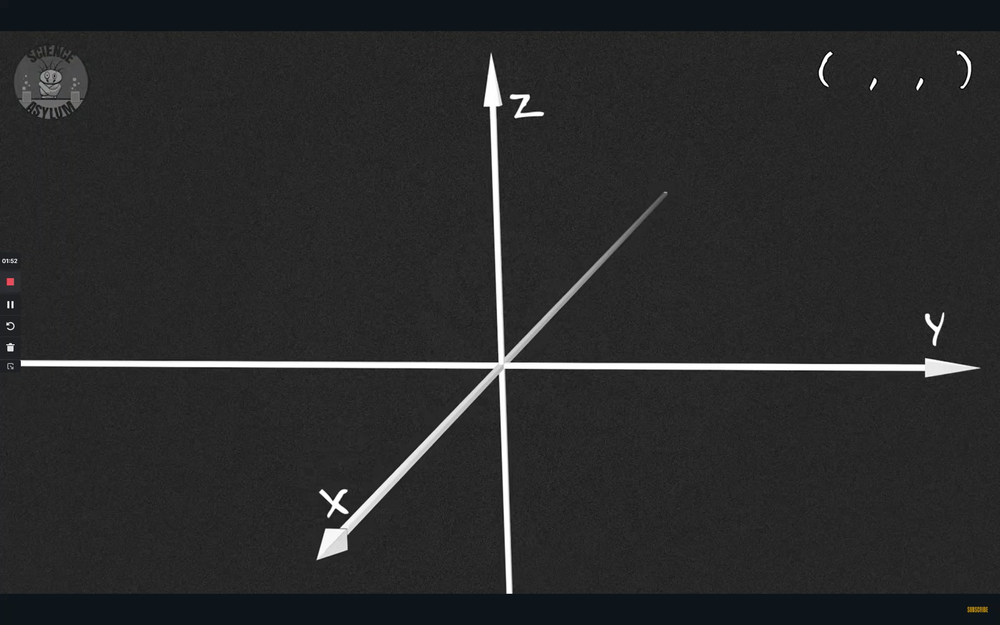 SCIENCE
ASYLUM
( , , )
Z
Y
01:52
X
SUBSCRIBE